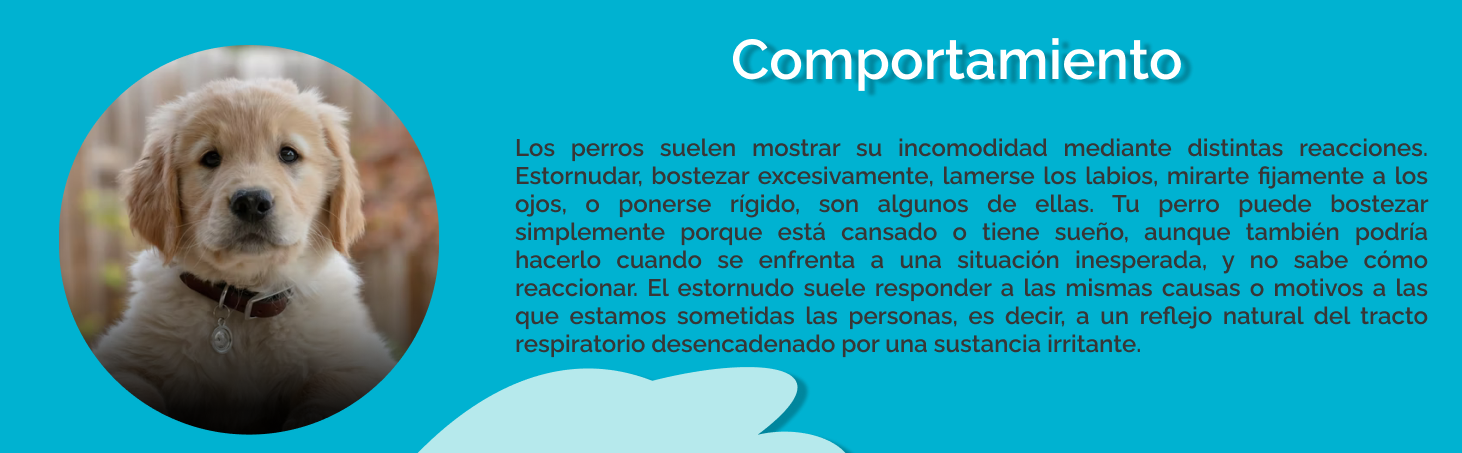 Comportamiento
Los perros suelen mostrar su incomodidad mediante distintas reacciones.
Estornudar, bostezar excesivamente, lamerse los labios, mirarte fijamente a los
ojos, o ponerse rígido, son algunos de ellas. Tu perro puede bostezar
simplemente porque está cansado o tiene sueño, aunque también podría
hacerlo cuando se enfrenta a una situación inesperada, y no sabe cómo
reaccionar. El estornudo suele responder a las mismas causas o motivos a las
que estamos sometidas las personas, es decir, a un reflejo natural del tracto
respiratorio desencadenado por una sustancia irritante.